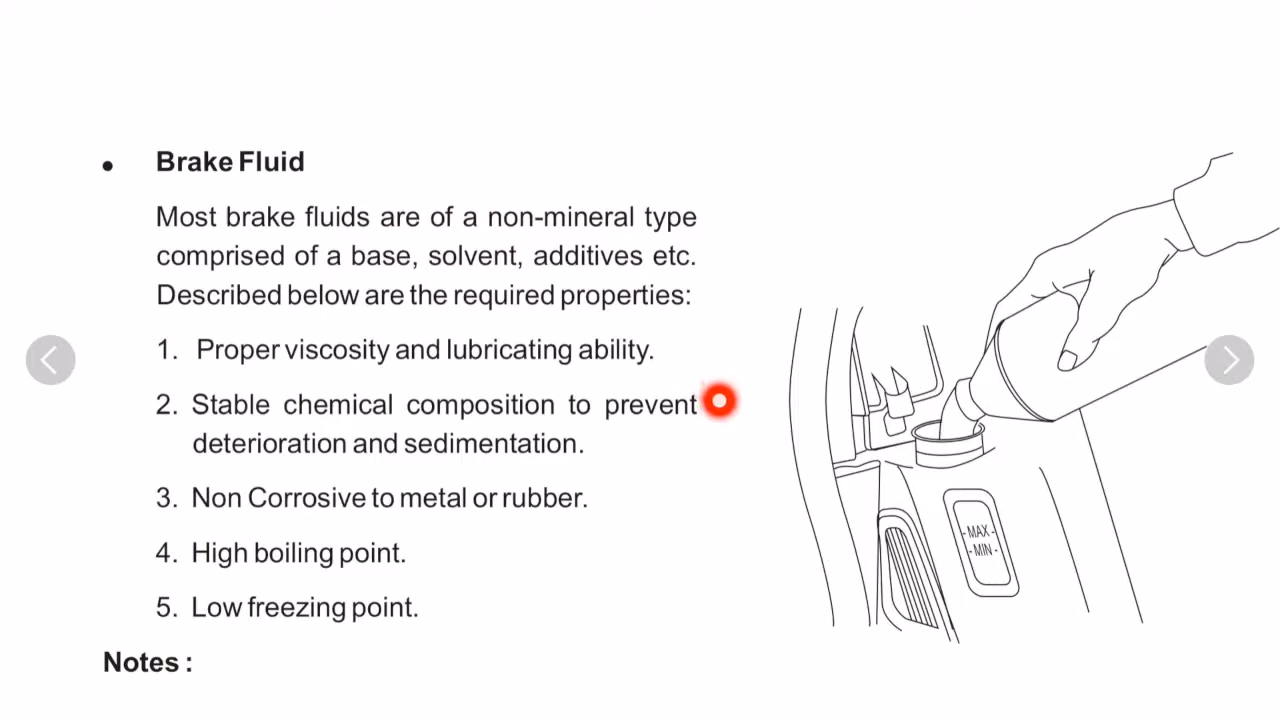 • Brake Fluid
Most brake fluids are of a non-mineral type
comprised of a base, solvent, additives etc.
Described below are the required properties:
1. Proper viscosity and lubricating ability.
2. Stable chemical composition to prevent
deterioration and sedimentation.
3. Non Corrosive to metal or rubber.
4. High boiling point.
5. Low freezing point.
Notes :
- MAX -
- MIN -